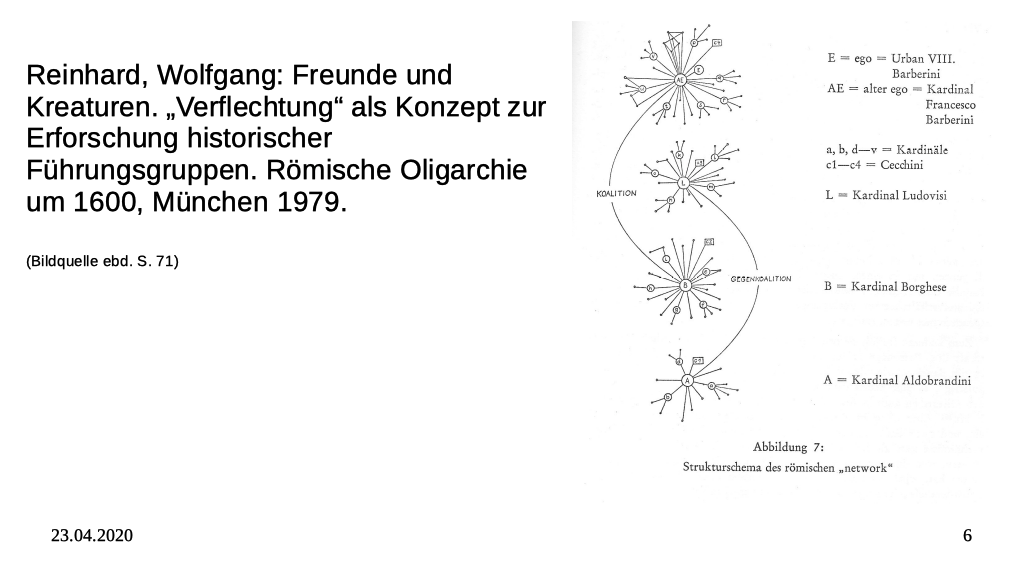 Reinhard, Wolfgang: Freunde und
Kreaturen. „Verflechtung“ als Konzept zur
Erforschung historischer
Führungsgruppen. Römische Oligarchie
um 1600, München 1979.
(Bildquelle ebd. S. 71)
AE
E
KOALITION
L
GEGENKOALITION
B
A
E = ego = Urban VIII.
Barberini
AE = alter ego = Kardinal
Francesco
Barberini
a, b, d—v = Kardinäle
c1—c4 = Cecchini
L = Kardinal Ludovisi
B = Kardinal Borghese
A = Kardinal Aldobrandini
Abbildung 7:
Strukturschema des römischen „network“
23.04.2020
6